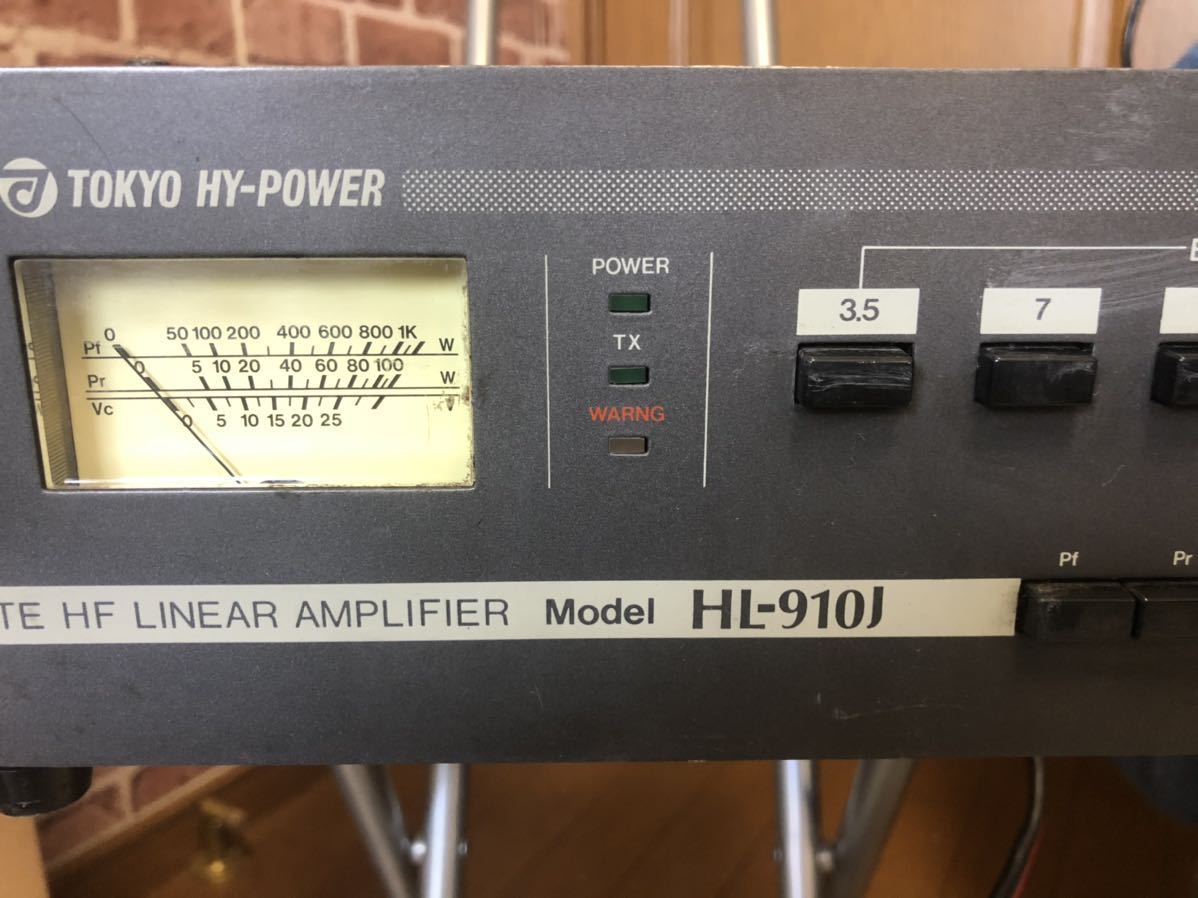 TOKYO HY-POWER
POWER
TX
WARNG
3.5
7
0 50 100 200 400 600 800 1K
Pf W
0 5 10 20 40 60 80 100
Pr W
Vc V
0 5 10 15 20 25
Pf
Pr
TE HF LINEAR AMPLIFIER Model HL-910J